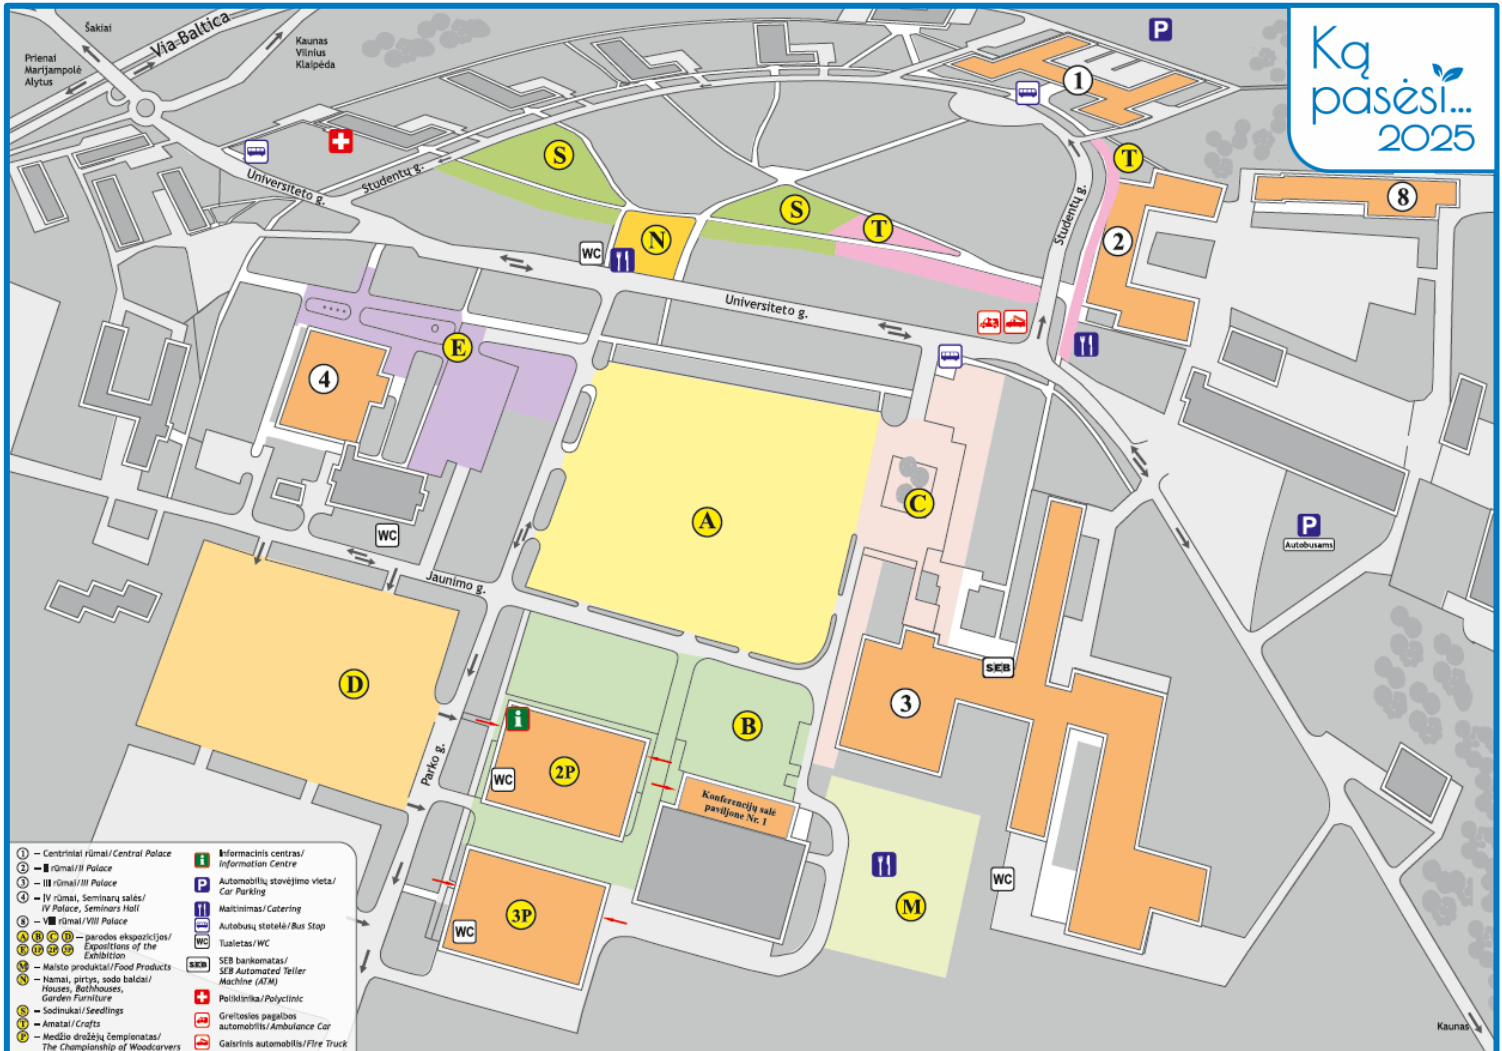 Šakiai
Via-Baltica
Prienai
Marijampolė
Alytus
Kaunas
Vilnius
Klaipėda
P
Ką
pasėsi...
2025
1
S
T
Universiteto g.
Studentų g.
8
S
T
Studentų g.
2
WC
N
Universiteto g.
E
4
C
A
P
Autobusams
WC
Jaunimo g.
D
SEB
3
i
B
Parko g.
WC
2P
Konferencijų salė
paviljone Nr. 1
WC
M
3P
WC
Kaunas
1 – Centriniai rūmai/Central Palace
2 – II rūmai/II Palace
3 – III rūmai/III Palace
4 – IV rūmai, Seminarų salės/
IV Palace, Seminars Hall
8 – VIII rūmai/VIII Palace
A B C D – parodos ekspozicijos/
E 1P 2P 3P Expositions of the
Exhibition
M – Maisto produktai/Food Products
N – Namai, pirtys, sodo baldai/
Houses, Bathhouses,
Garden Furniture
S – Sodinukai/Seedlings
T – Amatai/Crafts
P – Medžio drožėjų čempionatas/
The Championship of Woodcarvers
i Informacinis centras/
Information Centre
P Automobilių stovėjimo vieta/
Car Parking
Maitinimas/Catering
Autobusų stotelė/Bus Stop
WC Tualetas/WC
SEB SEB bankomatas/
SEB Automated Teller
Machine (ATM)
Poliklinika/Polyclinic
Greitosios pagalbos
automobilis/Ambulance Car
Gaisrinis automobilis/Fire Truck